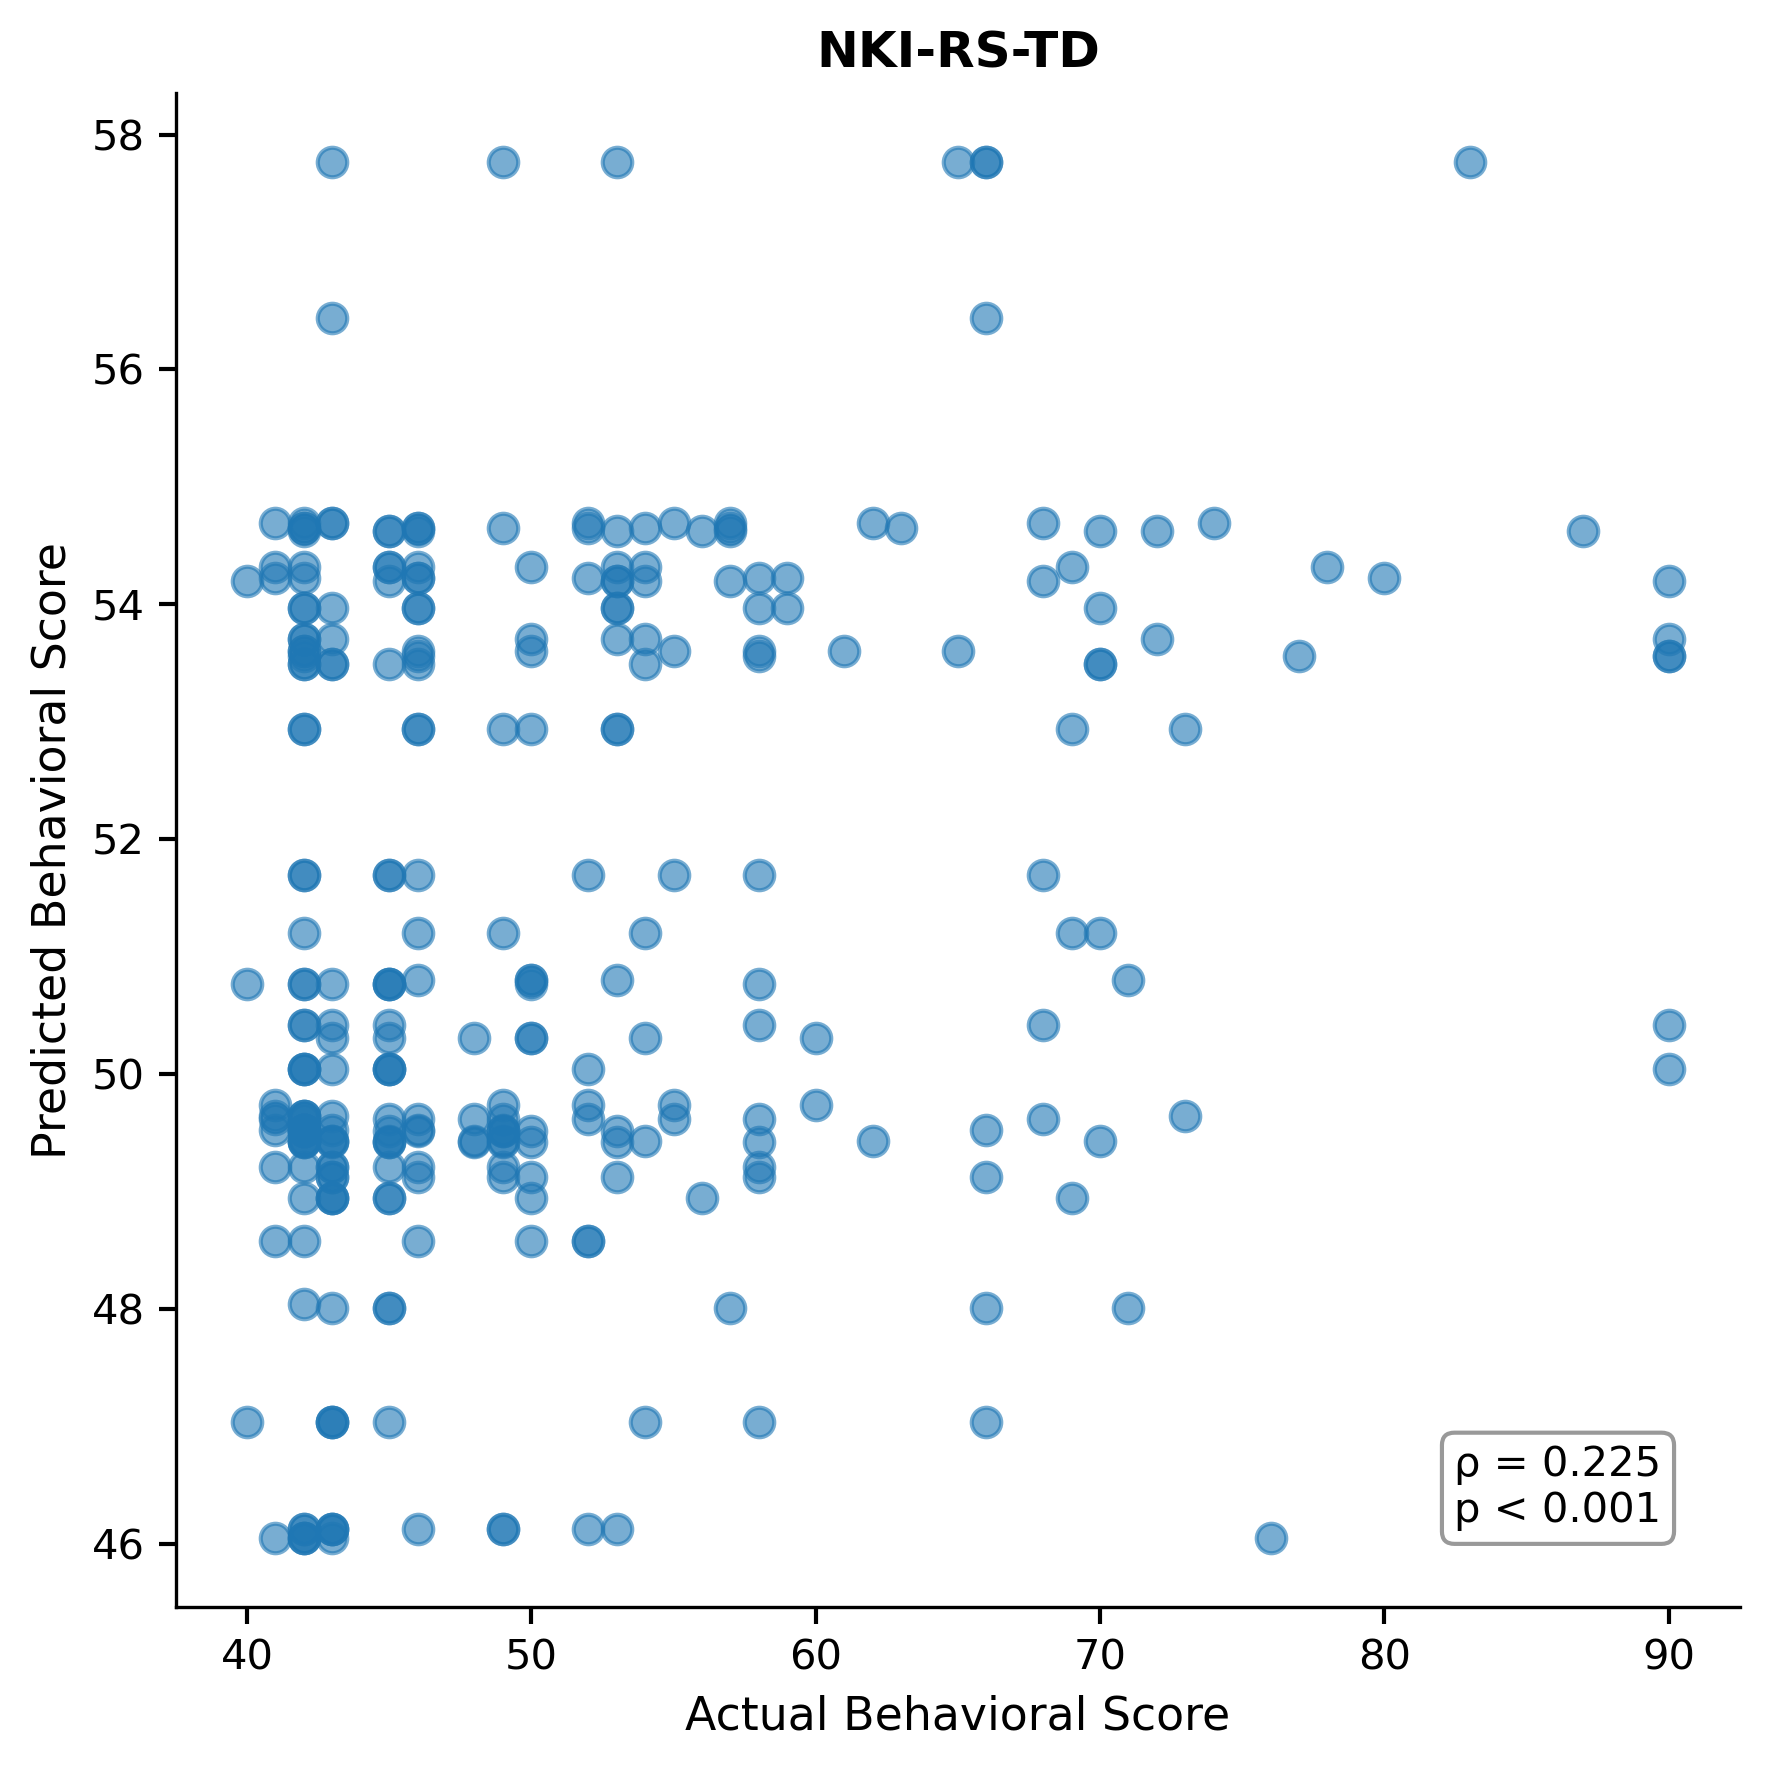 NKI-RS-TD
Predicted Behavioral Score
58
56
54
52
50
48
46
ρ = 0.225
p < 0.001
40 50 60 70 80 90
Actual Behavioral Score